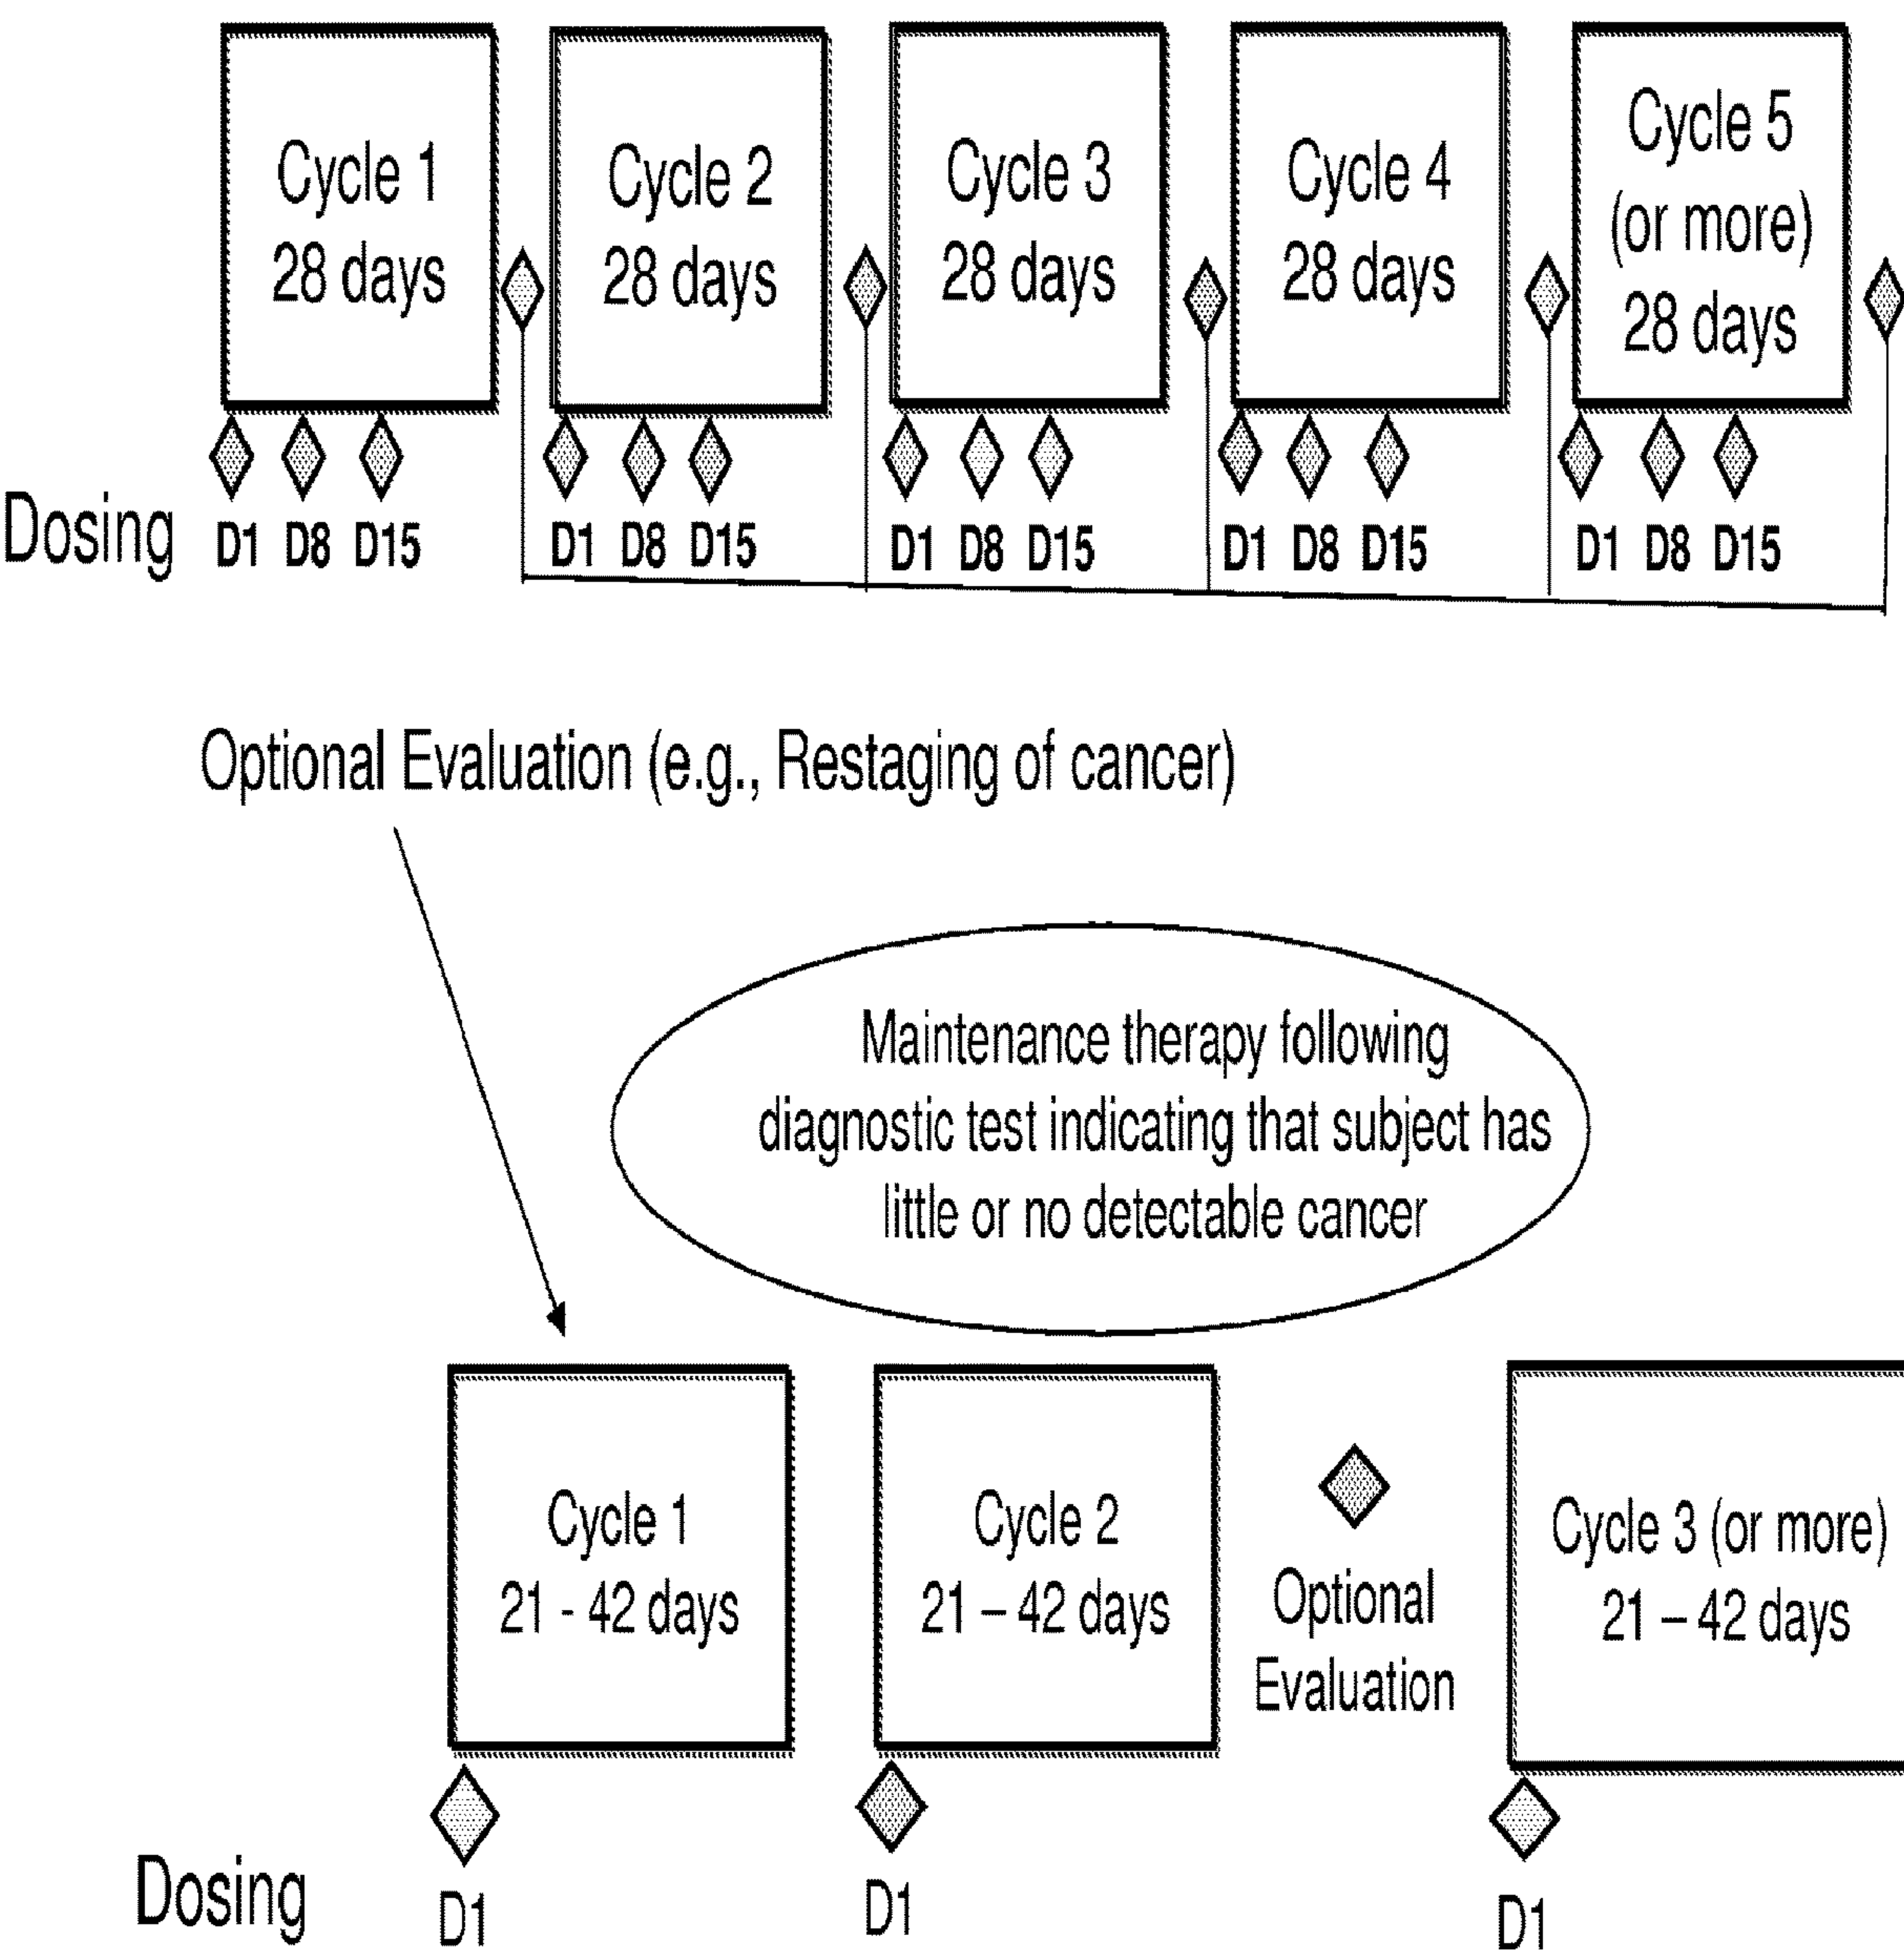 Cycle 1
28 days
Cycle 2
28 days
Cycle 3
28 days
Cycle 4
28 days
Cycle 5
(or more)
28 days
Dosing
D1 D8 D15
D1 D8 D15
D1 D8 D15
D1 D8 D15
D1 D8 D15
Optional Evaluation (e.g., Restaging of cancer)
Maintenance therapy following
diagnostic test indicating that subject has
little or no detectable cancer
Cycle 1
21 - 42 days
Cycle 2
21 – 42 days
Optional
Evaluation
Cycle 3 (or more)
21 – 42 days
Dosing
D1
D1
D1